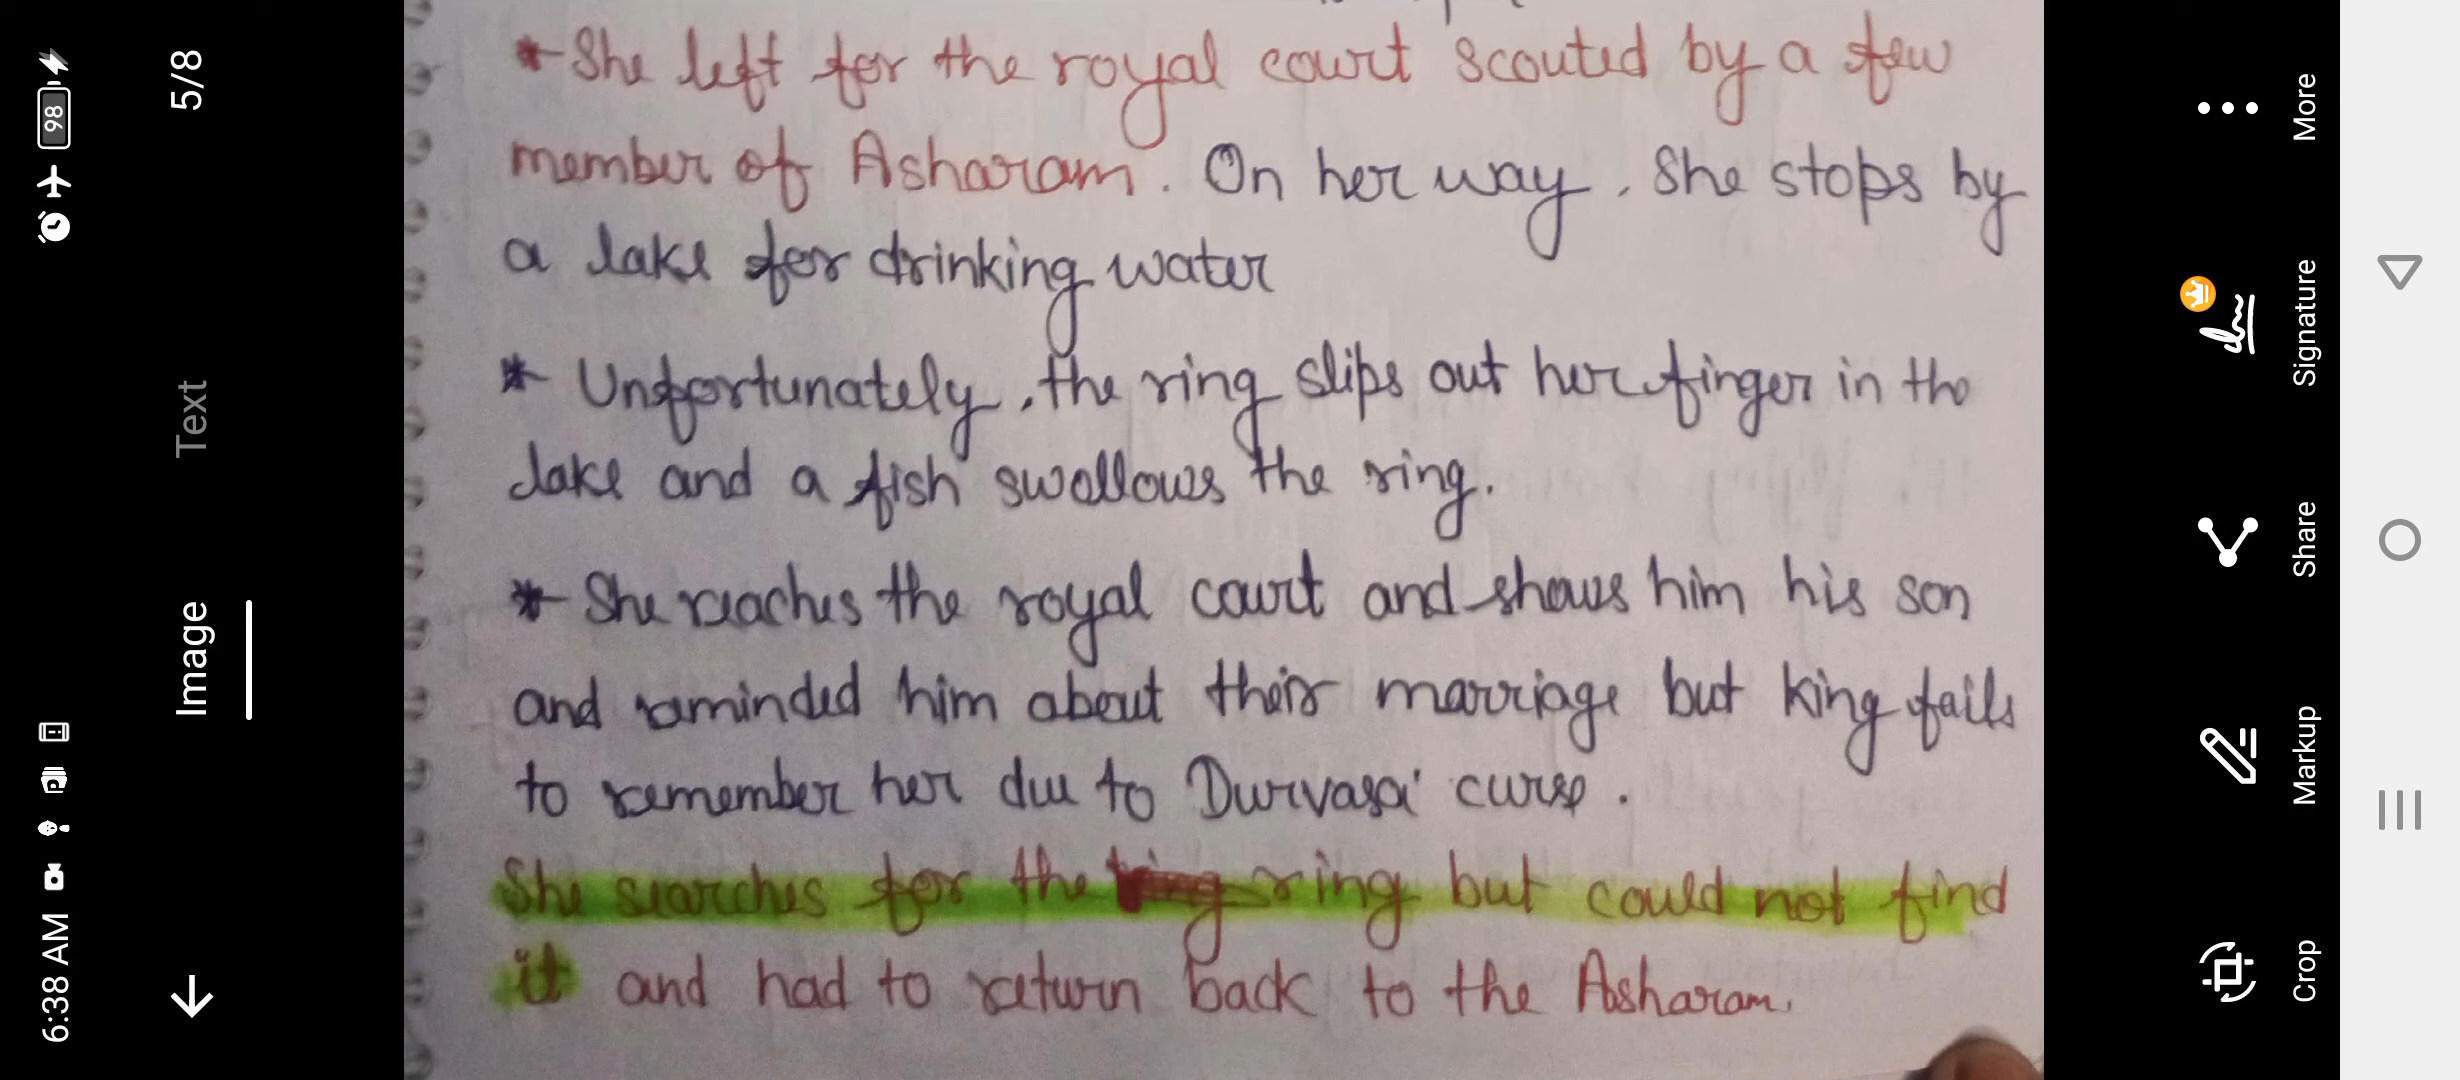 * She left for the royal court scouted by a few
member of Asharam. On her way, She stops by
a lake for drinking water
* Unfortunately, the ring slips out her finger in the
lake and a fish swallows the ring.
* She reaches the royal court and shows him his son
and reminded him about their marriage but king fails
to remember her due to Durvasa' curse.
She searches for the ring but could not find
it and had to return back to the Asharam.
6:38 AM
98
5/8
Text
Image
More
Signature
Share
Markup
Crop